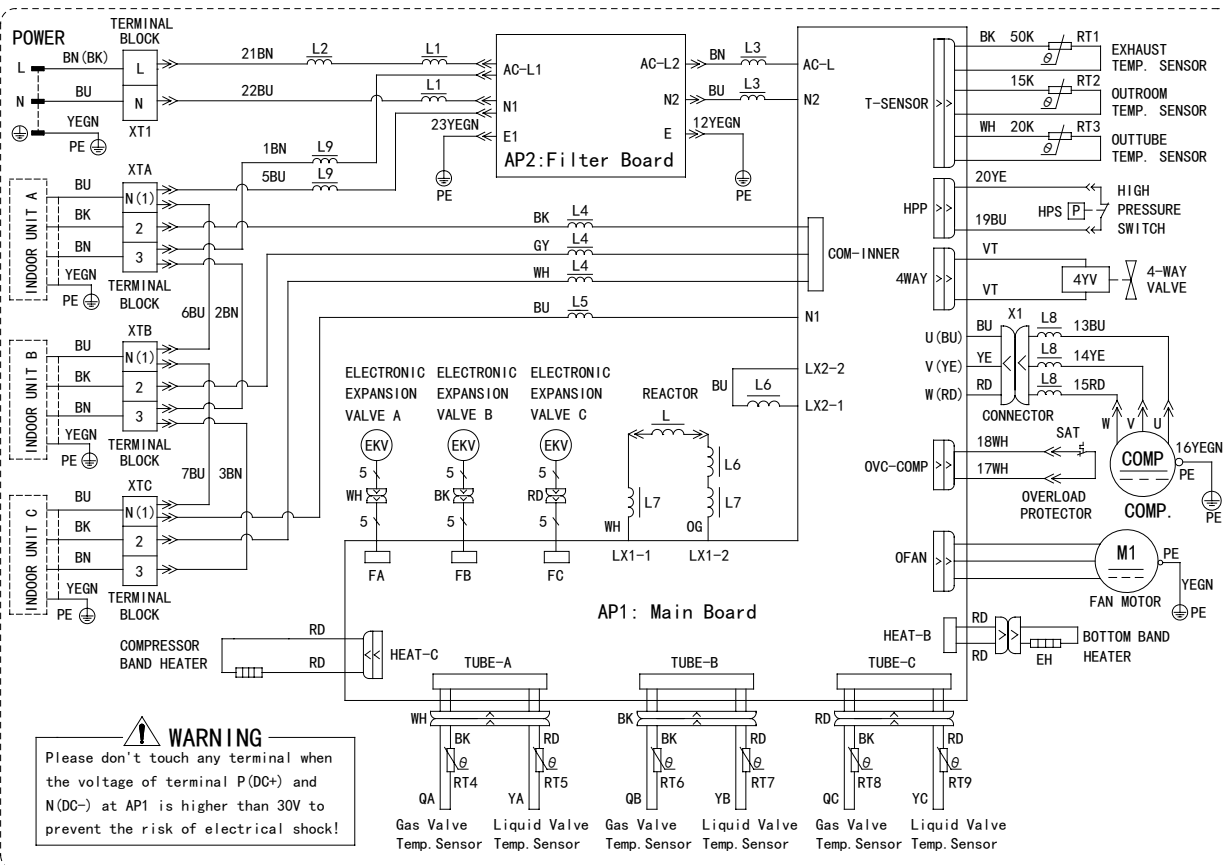 POWER
TERMINAL
BLOCK
L
BN(BK)
L
21BN
L2
L1
AC-L1
AC-L2
BN
L3
AC-L
N
BU
N
22BU
L1
N1
N2
BU
L3
N2
YEGN
PE
XT1
23YEGN
E1
E
12YEGN
PE
PE
AP2:Filter Board
1BN
L9
5BU
L9
XTA
INDOOR UNIT A
BU
N(1)
BK
2
BN
3
YEGN
PE
TERMINAL
BLOCK
BK
L4
GY
L4
WH
L4
BU
L5
COM-INNER
N1
6BU
2BN
XTB
INDOOR UNIT B
BU
N(1)
BK
2
BN
3
YEGN
PE
TERMINAL
BLOCK
7BU
3BN
XTC
INDOOR UNIT C
BU
N(1)
BK
2
BN
3
YEGN
PE
TERMINAL
BLOCK
ELECTRONIC
EXPANSION
VALVE A
EKV
5
WH
5
FA
ELECTRONIC
EXPANSION
VALVE B
EKV
5
BK
5
FB
ELECTRONIC
EXPANSION
VALVE C
EKV
5
RD
5
FC
REACTOR
L
L6
L7
L7
WH
OG
LX1-1
LX1-2
BU
L6
LX2-2
LX2-1
AP1: Main Board
T-SENSOR
BK
50K
RT1
θ
EXHAUST
TEMP. SENSOR
15K
RT2
θ
OUTROOM
TEMP. SENSOR
WH
20K
RT3
θ
OUTTUBE
TEMP. SENSOR
HPP
20YE
19BU
HPS
P
HIGH
PRESSURE
SWITCH
4WAY
VT
VT
4YV
4-WAY
VALVE
U(BU)
V(YE)
W(RD)
BU
YE
RD
X1
CONNECTOR
L8
13BU
L8
14YE
L8
15RD
W
V
U
COMP
16YEGN
PE
PE
COMP.
OVC-COMP
18WH
17WH
SAT
OVERLOAD
PROTECTOR
OFAN
M1
PE
YEGN
PE
FAN MOTOR
HEAT-B
RD
RD
EH
BOTTOM BAND
HEATER
COMPRESSOR
BAND HEATER
RD
RD
HEAT-C
TUBE-A
WH
BK
RD
θ
RT4
θ
RT5
QA
YA
Gas Valve
Temp. Sensor
Liquid Valve
Temp. Sensor
TUBE-B
BK
BK
RD
θ
RT6
θ
RT7
QB
YB
Gas Valve
Temp. Sensor
Liquid Valve
Temp. Sensor
TUBE-C
RD
BK
RD
θ
RT8
θ
RT9
QC
YC
Gas Valve
Temp. Sensor
Liquid Valve
Temp. Sensor
WARNING
Please don't touch any terminal when
the voltage of terminal P(DC+) and
N(DC-) at AP1 is higher than 30V to
prevent the risk of electrical shock!